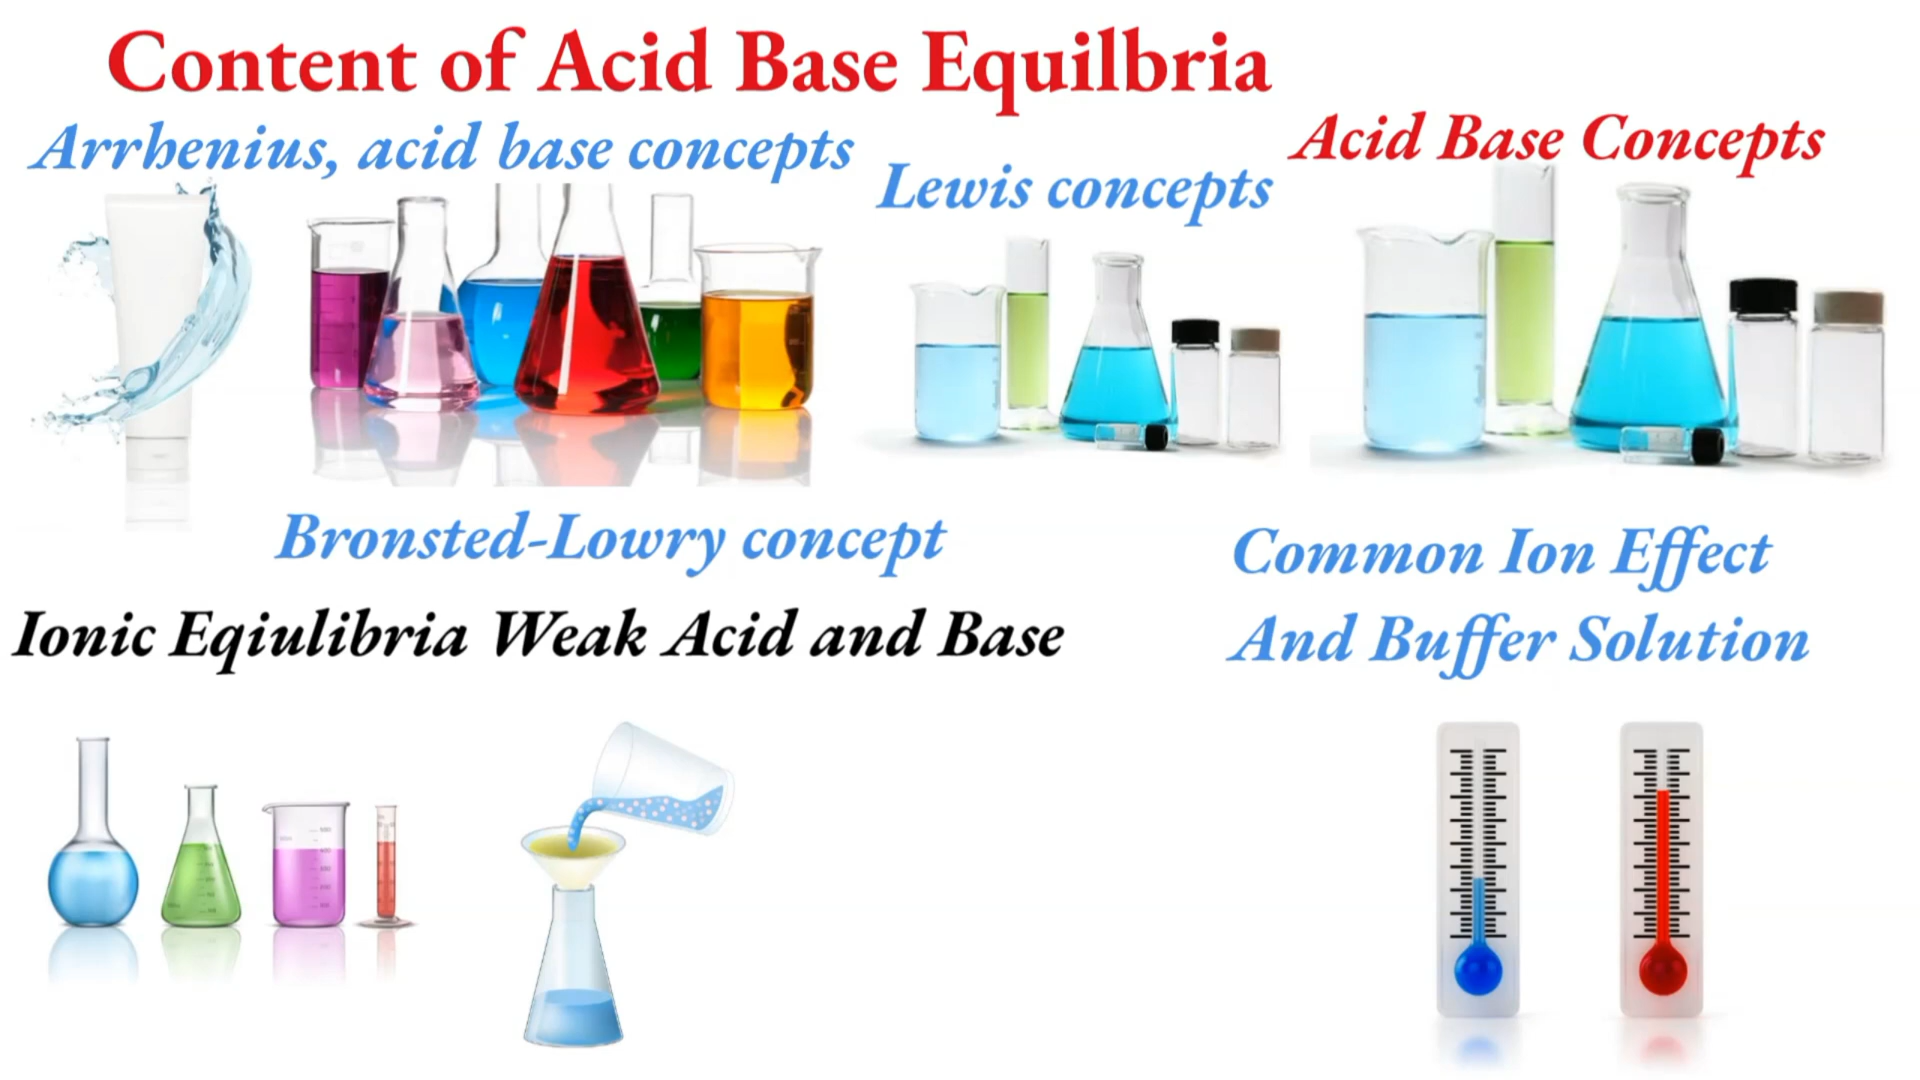 Content of Acid Base Equilbria
Arrhenius, acid base concepts
Lewis concepts
Acid Base Concepts
Bronsted-Lowry concept
Common Ion Effect
And Buffer Solution
Ionic Eqiulibria Weak Acid and Base